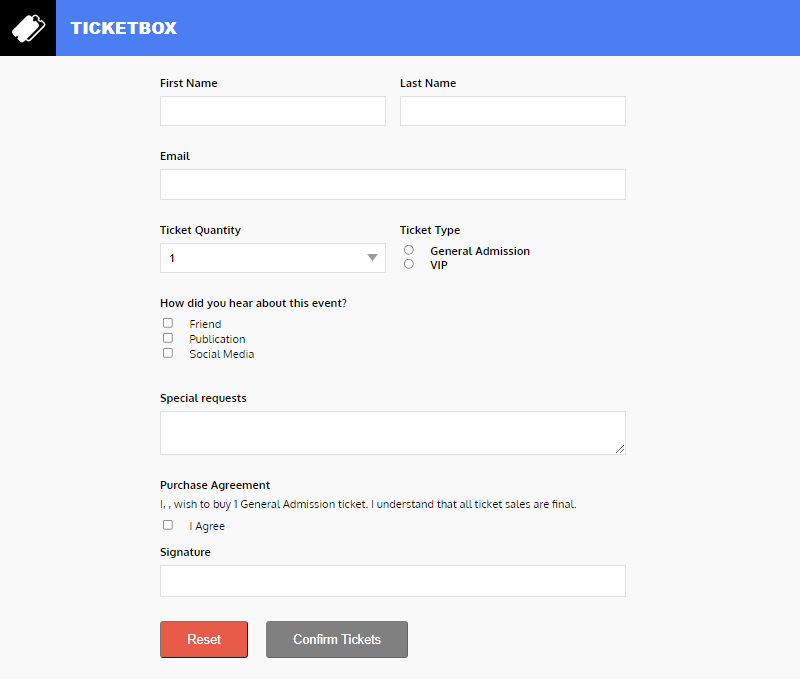 TICKETBOX
First Name Last Name
Email
Ticket Quantity Ticket Type
1 General Admission
VIP
How did you hear about this event?
Friend
Publication
Social Media
Special requests
Purchase Agreement
I, , wish to buy 1 General Admission ticket. I understand that all ticket sales are final.
I Agree
Signature
Reset Confirm Tickets